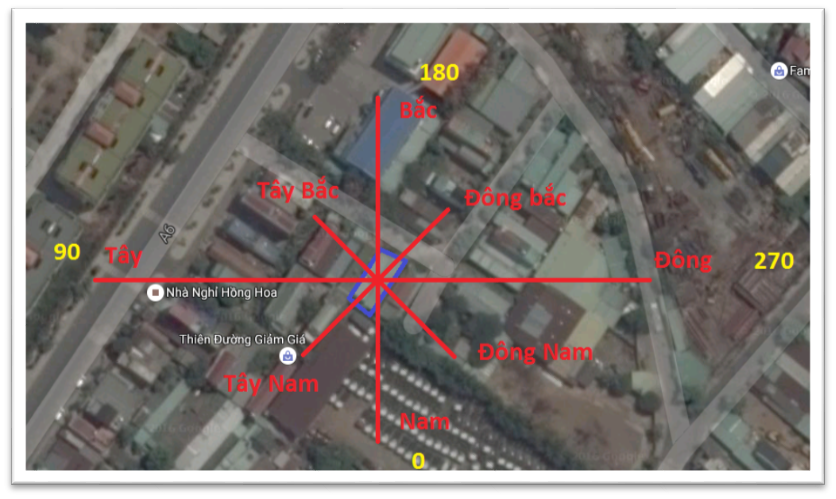 180
Bắc
Fam
Tây Bắc
Đông bắc
A6
90
Tây
Đông
270
Nhà Nghỉ Hồng Hoa
Thiên Đường Giảm Giá
Đông Nam
Tây Nam
Nam
0